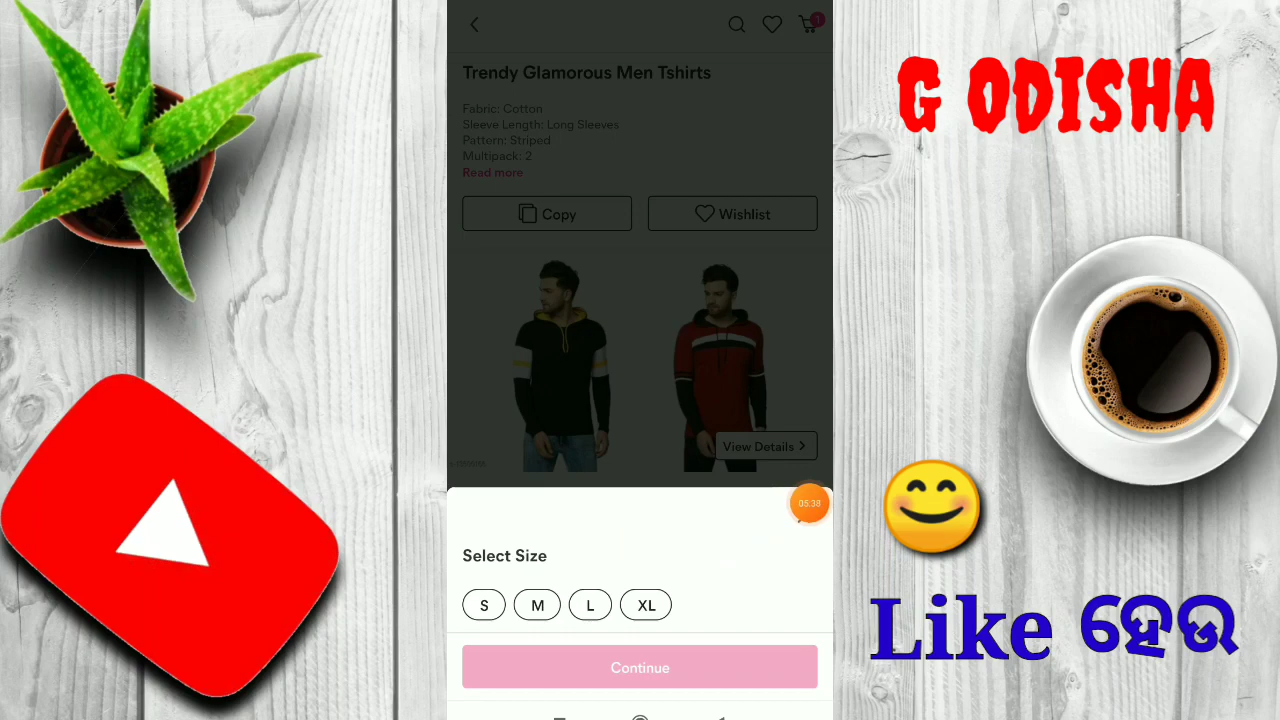 G ODISHA
1
Trendy Glamorous Men Tshirts
Fabric: Cotton
Sleeve Length: Long Sleeves
Pattern: Striped
Multipack: 2
Read more
Copy
Wishlist
View Details
05:38
Select Size
S M L XL
Continue
Like ହେଉ